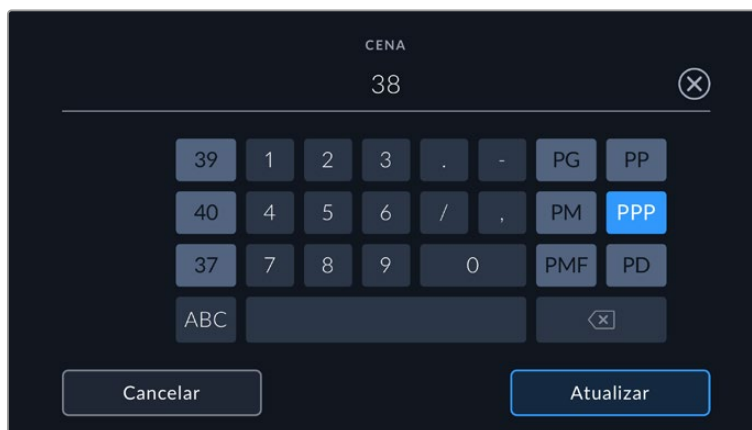 CENA
38
39 1 2 3 . - PG PP
40 4 5 6 / , PM PPP
37 7 8 9 0 PMF PD
ABC
Cancelar Atualizar